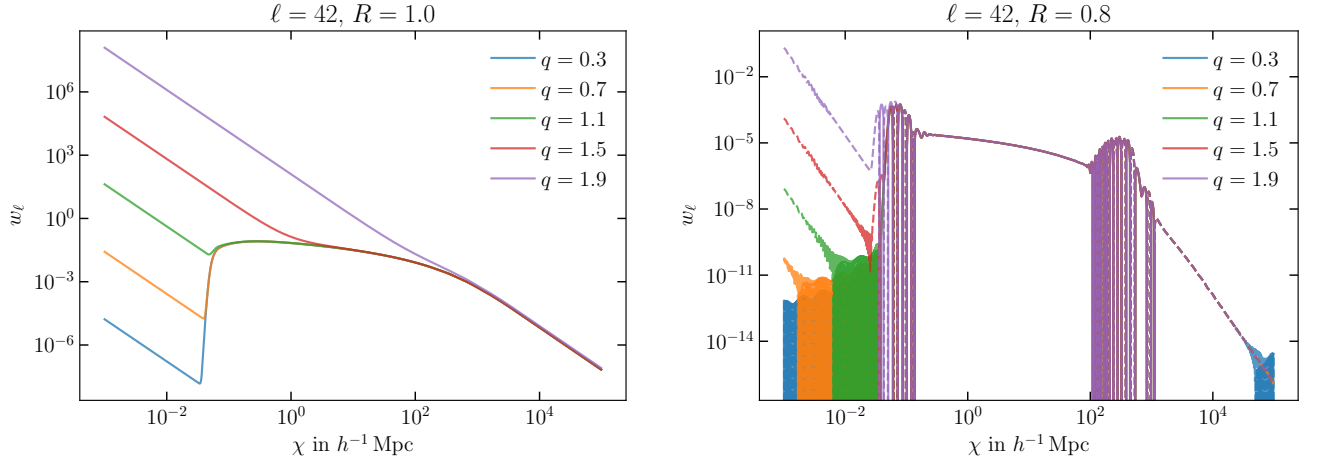 ℓ = 42, R = 1.0
w_ℓ
10^6
10^3
10^0
10^−3
10^−6
q = 0.3
q = 0.7
q = 1.1
q = 1.5
q = 1.9
10^−2 10^0 10^2 10^4
χ in h^−1 Mpc
ℓ = 42, R = 0.8
w_ℓ
10^−2
10^−5
10^−8
10^−11
10^−14
q = 0.3
q = 0.7
q = 1.1
q = 1.5
q = 1.9
10^−2 10^0 10^2 10^4
χ in h^−1 Mpc